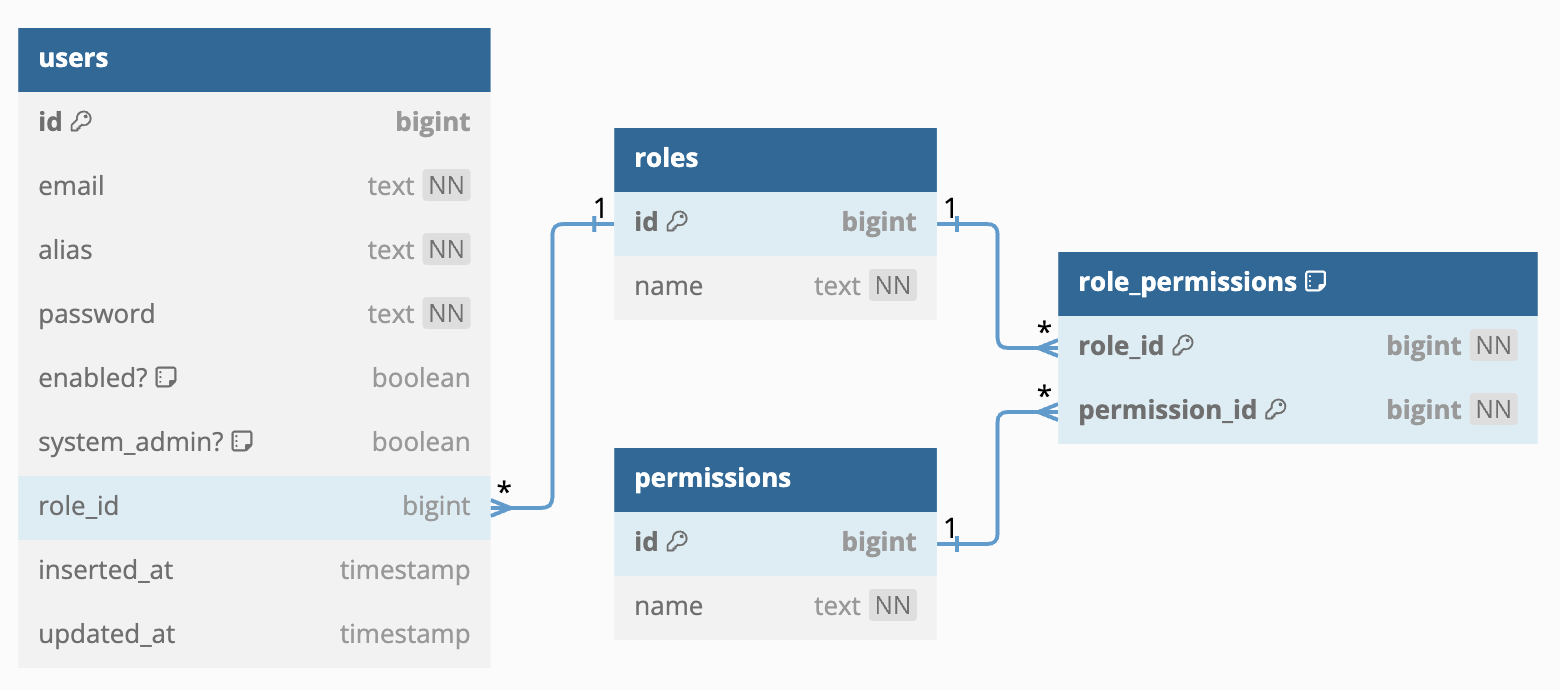 users
id bigint
email text NN
alias text NN
password text NN
enabled? boolean
system_admin? boolean
role_id bigint
inserted_at timestamp
updated_at timestamp
*
1
roles
1
id bigint
name text NN
permissions
1
id bigint
name text NN
role_permissions
*
role_id bigint NN
*
permission_id bigint NN